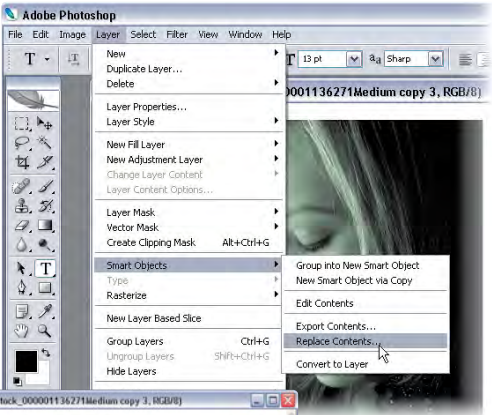 Adobe Photoshop
File Edit Image Layer Select Filter View Window Help
T 13 pt aa Sharp
0001136271Medium copy 3, RGB/8)
New
Duplicate Layer...
Delete
Layer Properties...
Layer Style
New Fill Layer
New Adjustment Layer
Change Layer Content
Layer Content Options...
Layer Mask
Vector Mask
Create Clipping Mask Alt+Ctrl+G
Smart Objects
Type
Rasterize
New Layer Based Slice
Group Layers Ctrl+G
Ungroup Layers Shift+Ctrl+G
Hide Layers
Group into New Smart Object
New Smart Object via Copy
Edit Contents
Export Contents...
Replace Contents...
Convert to Layer
T
tock_000001136271Medium copy 3, RGB/8)